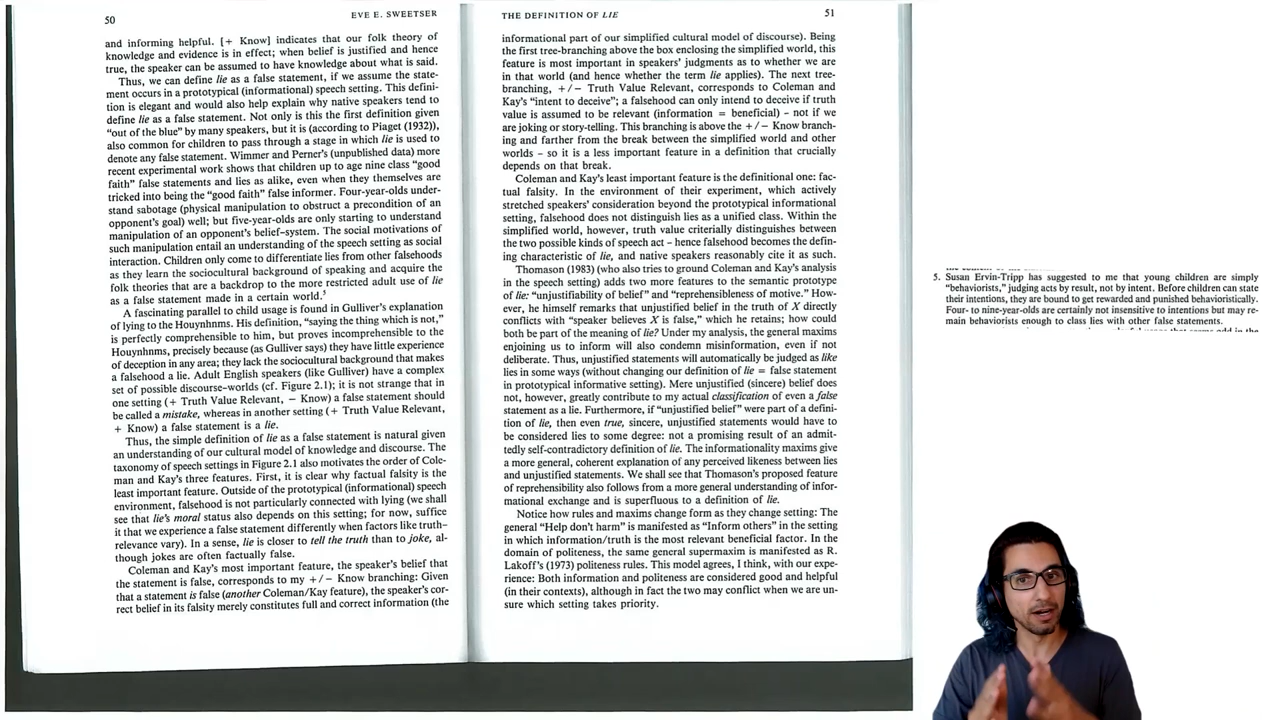 50
EVE E. SWEETSER
and informing helpful. [+ Know] indicates that our folk theory of
knowledge and evidence is in effect; when belief is justified and hence
true, the speaker can be assumed to have knowledge about what is said.
Thus, we can define lie as a false statement, if we assume the state-
ment occurs in a prototypical (informational) speech setting. This defini-
tion is elegant and would also help explain why native speakers tend to
define lie as a false statement. Not only is this the first definition given
"out of the blue" by many speakers, but it is (according to Piaget (1932)),
also common for children to pass through a stage in which lie is used to
denote any false statement. Wimmer and Perner's (unpublished data) more
recent experimental work shows that children up to age nine class "good
faith" false statements and lies as alike, even when they themselves are
tricked into being the "good faith" false informer. Four-year-olds under-
stand sabotage (physical manipulation to obstruct a precondition of an
opponent's goal) well; but five-year-olds are only starting to understand
manipulation of an opponent's belief-system. The social motivations of
such manipulation entail an understanding of the speech setting as social
interaction. Children only come to differentiate lies from other falsehoods
as they learn the sociocultural background of speaking and acquire the
folk theories that are a backdrop to the more restricted adult use of lie
as a false statement made in a certain world.5
A fascinating parallel to child usage is found in Gulliver's explanation
of lying to the Houynhnms. His definition, "saying the thing which is not,"
is perfectly comprehensible to him, but proves incomprehensible to the
Houynhnms, precisely because (as Gulliver says) they have little experience
of deception in any area; they lack the sociocultural background that makes
a falsehood a lie. Adult English speakers (like Gulliver) have a complex
set of possible discourse-worlds (cf. Figure 2.1); it is not strange that in
one setting (+ Truth Value Relevant, – Know) a false statement should
be called a mistake, whereas in another setting (+ Truth Value Relevant,
+ Know) a false statement is a lie.
Thus, the simple definition of lie as a false statement is natural given
an understanding of our cultural model of knowledge and discourse. The
taxonomy of speech settings in Figure 2.1 also motivates the order of Cole-
man and Kay's three features. First, it is clear why factual falsity is the
least important feature. Outside of the prototypical (informational) speech
environment, falsehood is not particularly connected with lying (we shall
see that lie's moral status also depends on this setting; for now, suffice
it that we experience a false statement differently when factors like truth-
relevance vary). In a sense, lie is closer to tell the truth than to joke, al-
though jokes are often factually false.
Coleman and Kay's most important feature, the speaker's belief that
the statement is false, corresponds to my +/– Know branching: Given
that a statement is false (another Coleman/Kay feature), the speaker's cor-
rect belief in its falsity merely constitutes full and correct information (the
THE DEFINITION OF LIE
51
informational part of our simplified cultural model of discourse). Being
the first tree-branching above the box enclosing the simplified world, this
feature is most important in speakers' judgments as to whether we are
in that world (and hence whether the term lie applies). The next tree-
branching, +/– Truth Value Relevant, corresponds to Coleman and
Kay's "intent to deceive"; a falsehood can only intend to deceive if truth
value is assumed to be relevant (information = beneficial) – not if we
are joking or story-telling. This branching is above the +/– Know branch-
ing and farther from the break between the simplified world and other
worlds – so it is a less important feature in a definition that crucially
depends on that break.
Coleman and Kay's least important feature is the definitional one: fac-
tual falsity. In the environment of their experiment, which actively
stretched speakers' consideration beyond the prototypical informational
setting, falsehood does not distinguish lies as a unified class. Within the
simplified world, however, truth value criterially distinguishes between
the two possible kinds of speech act – hence falsehood becomes the defin-
ing characteristic of lie, and native speakers reasonably cite it as such.
Thomason (1983) (who also tries to ground Coleman and Kay's analysis
in the speech setting) adds two more features to the semantic prototype
of lie: "unjustifiability of belief" and "reprehensibleness of motive." How-
ever, he himself remarks that unjustified belief in the truth of X directly
conflicts with "speaker believes X is false," which he retains; how could
both be part of the meaning of lie? Under my analysis, the general maxims
enjoining us to inform will also condemn misinformation, even if not
deliberate. Thus, unjustified statements will automatically be judged as like
lies in some ways (without changing our definition of lie = false statement
in prototypical informative setting). Mere unjustified (sincere) belief does
not, however, greatly contribute to my actual classification of even a false
statement as a lie. Furthermore, if "unjustified belief" were part of a defini-
tion of lie, then even true, sincere, unjustified statements would have to
be considered lies to some degree: not a promising result of an admit-
tedly self-contradictory definition of lie. The informationality maxims give
a more general, coherent explanation of any perceived likeness between lies
and unjustified statements. We shall see that Thomason's proposed feature
of reprehensibility also follows from a more general understanding of infor-
mational exchange and is superfluous to a definition of lie.
Notice how rules and maxims change form as they change setting: The
general "Help don't harm" is manifested as "Inform others" in the setting
in which information/truth is the most relevant beneficial factor. In the
domain of politeness, the same general supermaxim is manifested as R.
Lakoff's (1973) politeness rules. This model agrees, I think, with our expe-
rience: Both information and politeness are considered good and helpful
(in their contexts), although in fact the two may conflict when we are un-
sure which setting takes priority.
5. Susan Ervin-Tripp has suggested to me that young children are simply
"behaviorists," judging acts by result, not by intent. Before children can state
their intentions, they are bound to get rewarded and punished behavioristically.
Four- to nine-year-olds are certainly not insensitive to intentions but may re-
main behaviorists enough to class lies with other false statements.